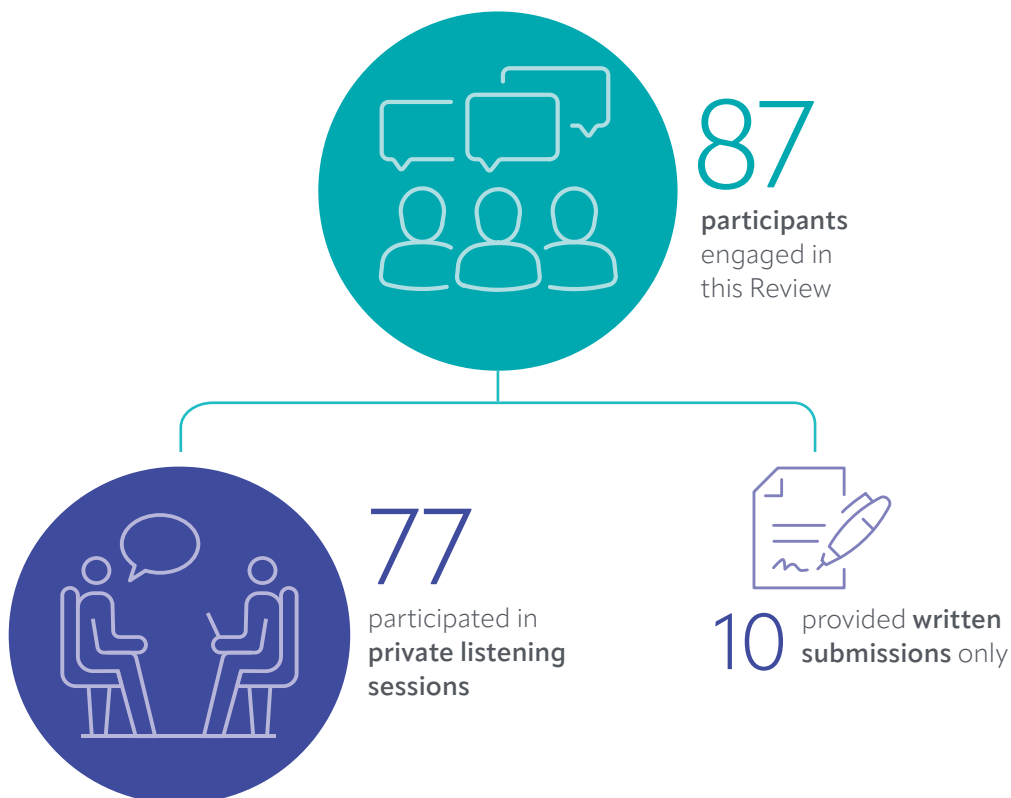 87
participants
engaged in
this Review
77
participated in
private listening
sessions
10
provided written
submissions only